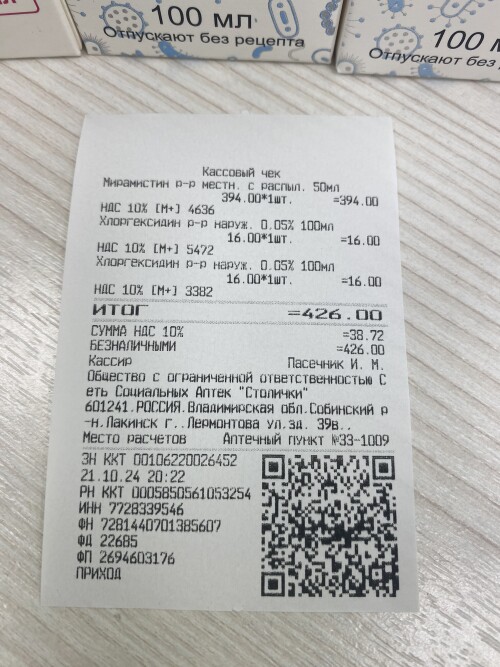 100 мл
Отпускают без рецепта
100 м
Отпускают без
Кассовый чек
Мирамистин р-р местн. с распыл. 50мл
394.00*1шт. =394.00
НДС 10% [М+] 4636
Хлоргексидин р-р наруж. 0.05% 100мл
16.00*1шт. =16.00
НДС 10% [М+] 5472
Хлоргексидин р-р наруж. 0.05% 100мл
16.00*1шт. =16.00
НДС 10% [М+] 3382
ИТОГ =426.00
СУММА НДС 10% =38.72
БЕЗНАЛИЧНЫМИ =426.00
Кассир Пасечник И. М.
Общество с ограниченной ответственностью С
еть Социальных Аптек "Столички"
601241.РОССИЯ.Владимирская обл.Собинский р
-н.Лакинск г..Лермонтова ул.зд. 39в..
Место расчетов Аптечный пункт №33-1009
ЗН ККТ 00106220026452
21.10.24 20:22
РН ККТ 0005850561053254
ИНН 7728339546
ФН 7281440701385607
ФД 22685
ФП 2694603176
ПРИХОД